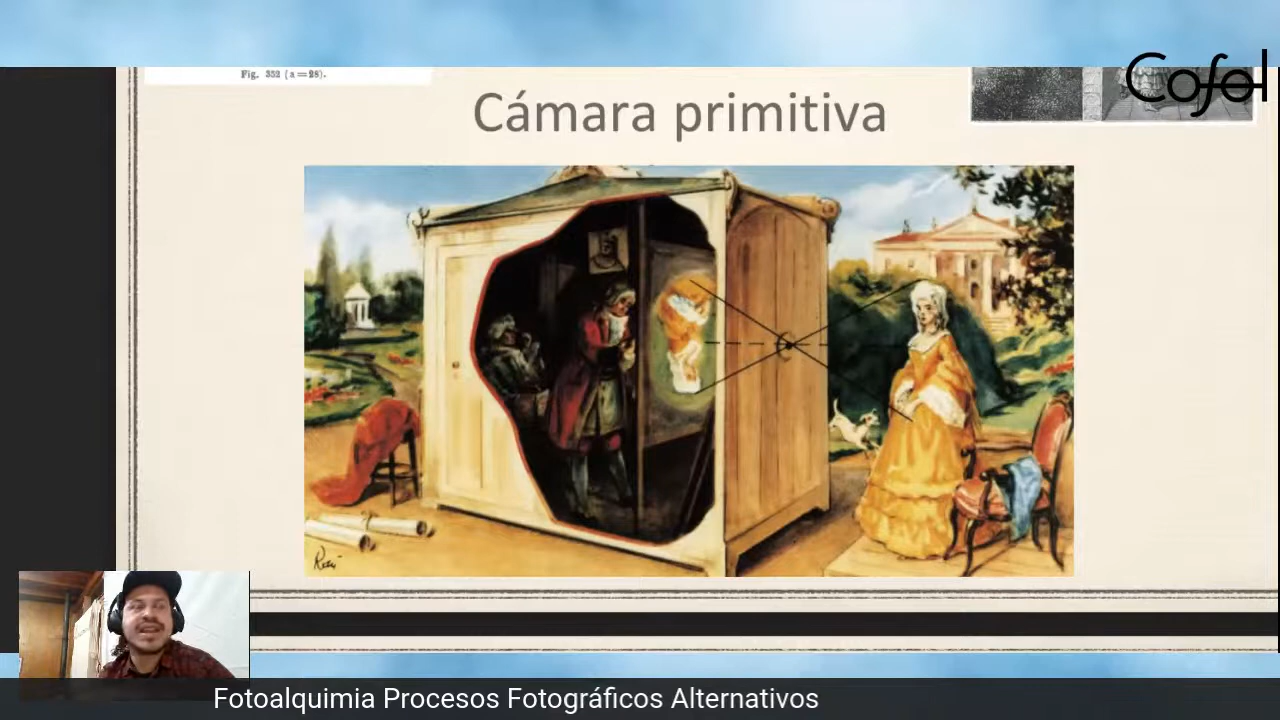 Fig. 352 (a=28).
Cofol
Cámara primitiva
Fotoalquimia Procesos Fotográficos Alternativos